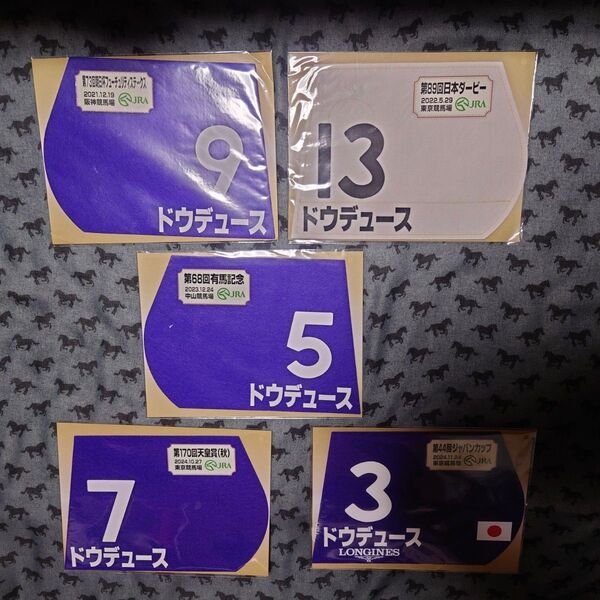 第73回朝日杯フューチュリティステークス
2021.12.19
阪神競馬場 JRA
9
ドウデュース
第89回日本ダービー
2022.5.29
東京競馬場 JRA
13
ドウデュース
第68回有馬記念
2023.12.24
中山競馬場 JRA
5
ドウデュース
第170回天皇賞(秋)
2024.10.27
東京競馬場 JRA
7
ドウデュース
第44回ジャパンカップ
2024.11.24
東京競馬場 JRA
3
ドウデュース
LONGINES